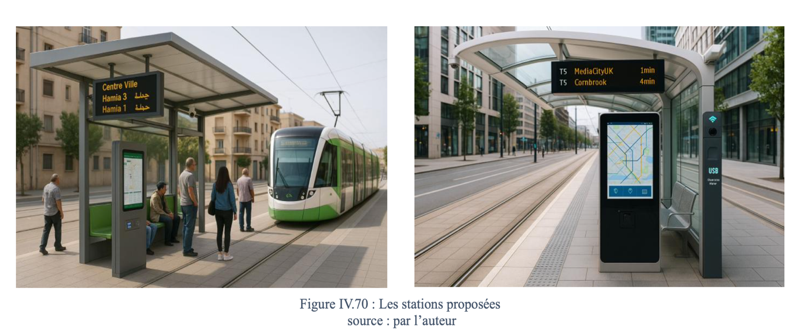 Centre Ville
Hamla 3
Hamla 1
T5 MediaCityUK 1min
T5 Cornbrook 4min
USB
Figure IV.70 : Les stations proposées
source : par l'auteur